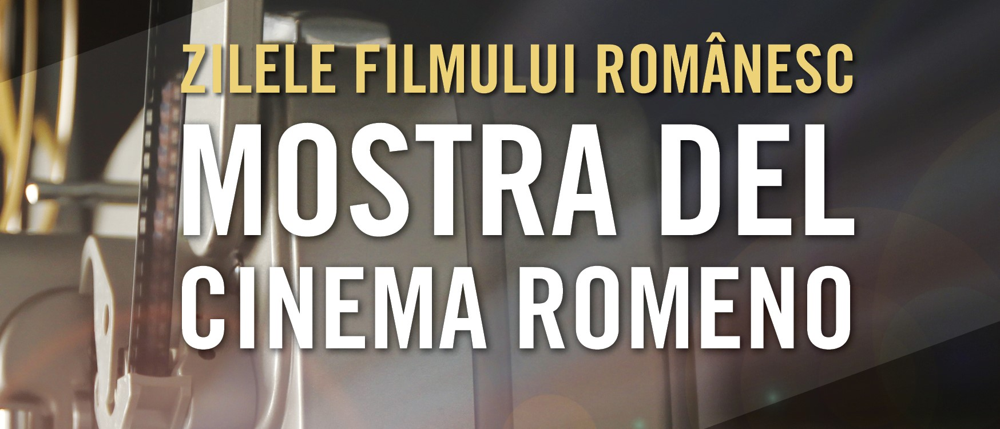 ZILELE FILMULUI ROMÂNESC
MOSTRA DEL
CINEMA ROMENO